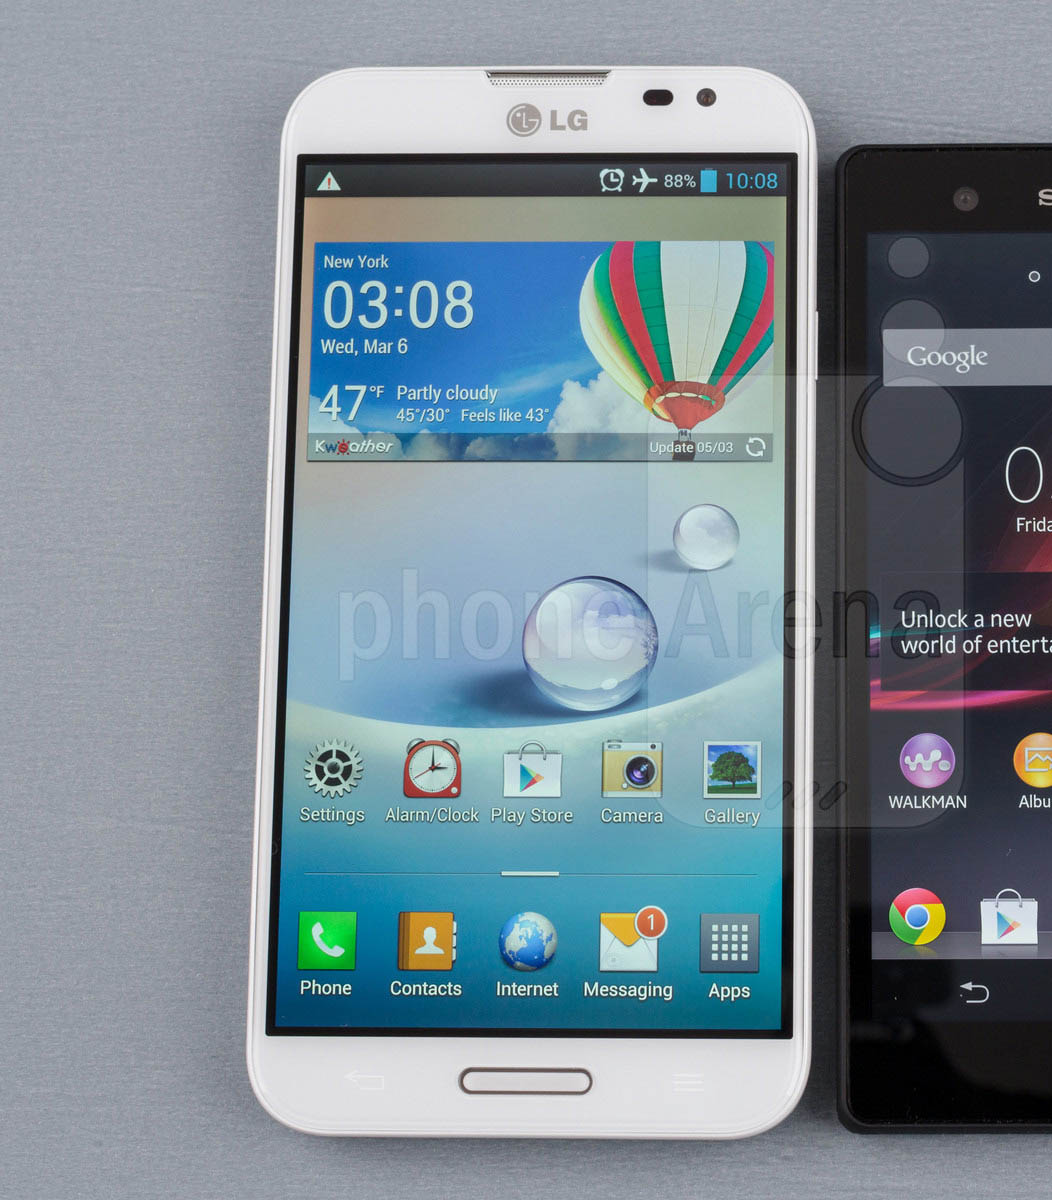 LG
88% 10:08
New York
03:08
Wed, Mar 6
47°F Partly cloudy
45°/30° Feels like 43°
Kweather Update 05/03
phoneArena
Settings Alarm/Clock Play Store Camera Gallery
Phone Contacts Internet 1 Messaging Apps
S
Google
0
Frida
Unlock a new
world of enterta
WALKMAN Albu